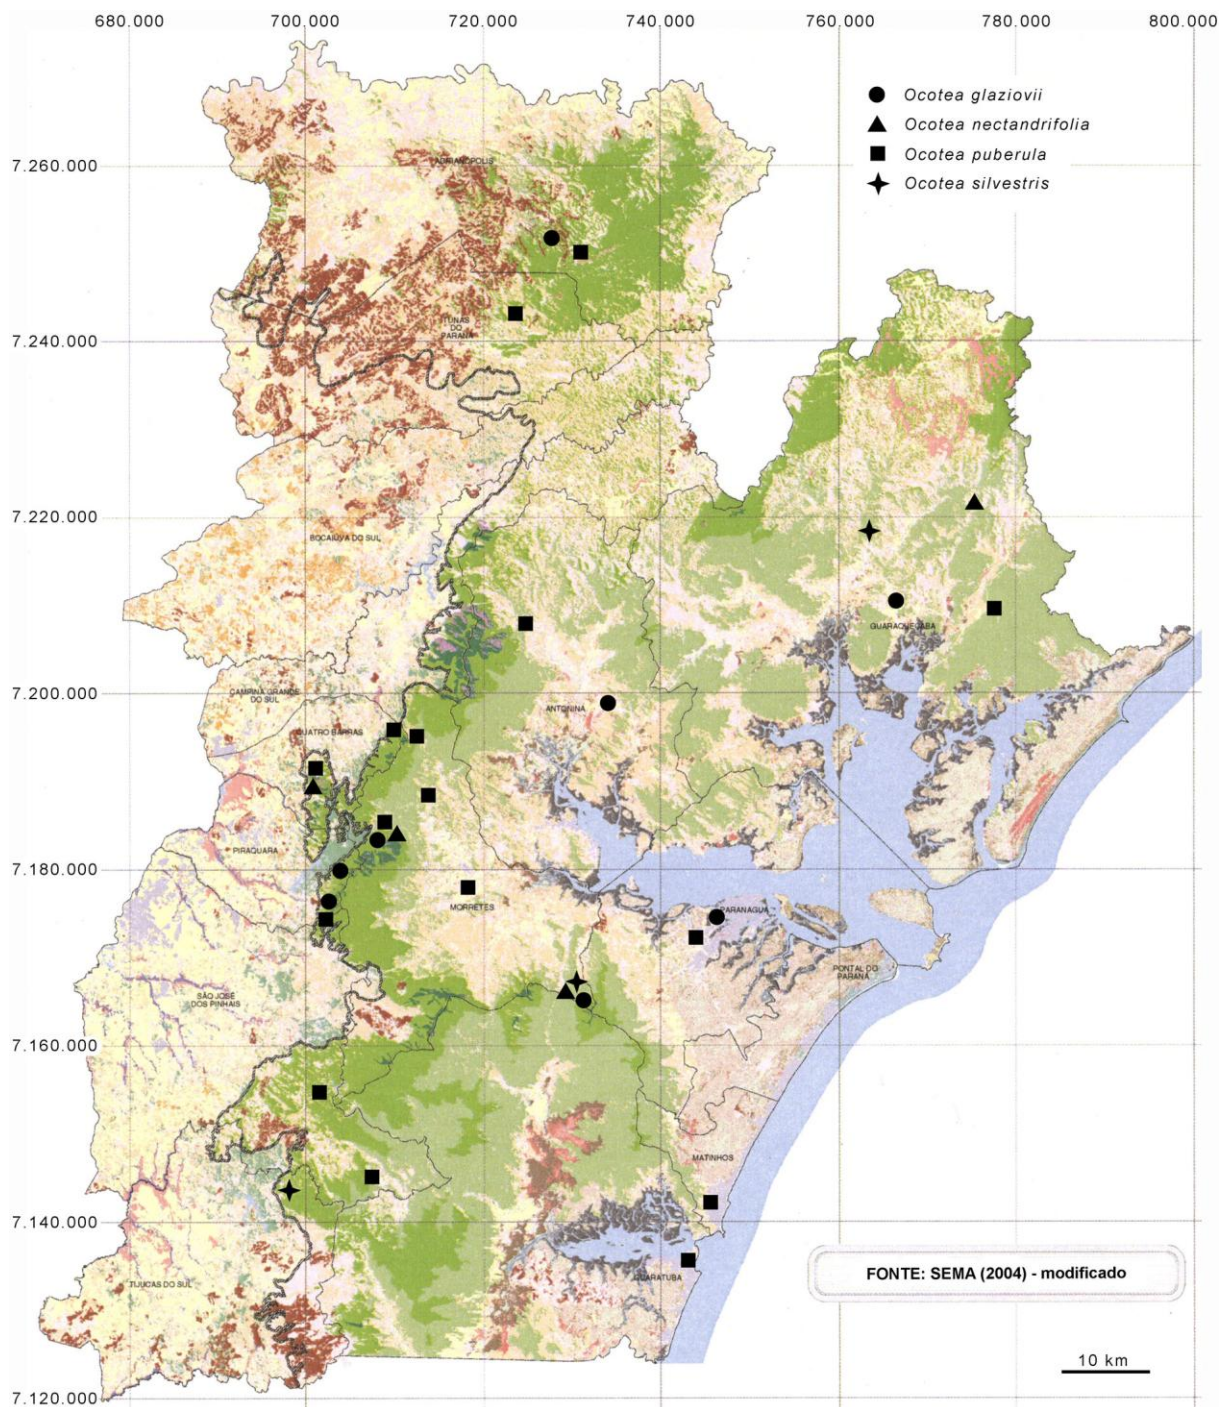 680.000 700.000 720.000 740.000 760.000 780.000 800.000
Ocotea glaziovii
Ocotea nectandrifolia
Ocotea puberula
Ocotea silvestris
7.260.000
ADRIANÓPOLIS
TUNAS
DO
PARANÁ
7.240.000
7.220.000
BOCAIÚVA DO SUL
GUARAQUEÇABA
7.200.000
CAMPINA GRANDE
DO SUL
ANTONINA
QUATRO BARRAS
PIRAQUARA
7.180.000
MORRETES
PARANAGUÁ
PONTAL DO
PARANÁ
SÃO JOSÉ
DOS PINHAIS
7.160.000
MATINHOS
7.140.000
TIJUCAS DO SUL
GUARATUBA
FONTE: SEMA (2004) - modificado
10 km
7.120.000